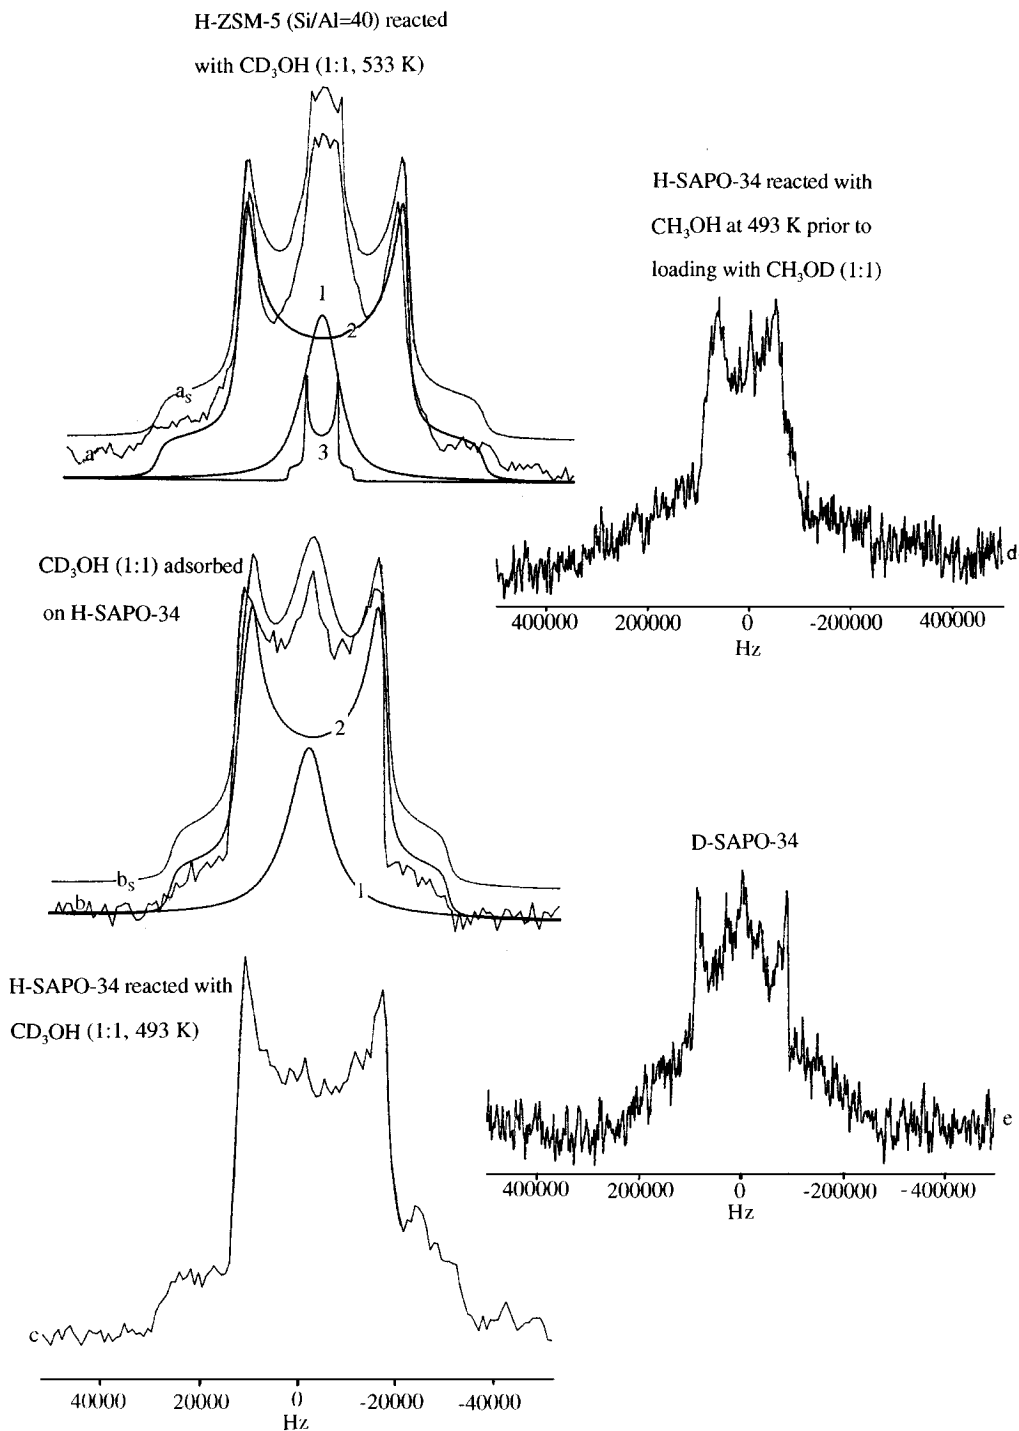 H-ZSM-5 (Si/Al=40) reacted
with CD₃OH (1:1, 533 K)
1
2
aₛ
a
3
CD₃OH (1:1) adsorbed
on H-SAPO-34
2
bₛ
b
1
H-SAPO-34 reacted with
CD₃OH (1:1, 493 K)
c
40000 20000 0 -20000 -40000
Hz
H-SAPO-34 reacted with
CH₃OH at 493 K prior to
loading with CH₃OD (1:1)
d
400000 200000 0 -200000 400000
Hz
D-SAPO-34
e
400000 200000 0 -200000 -400000
Hz